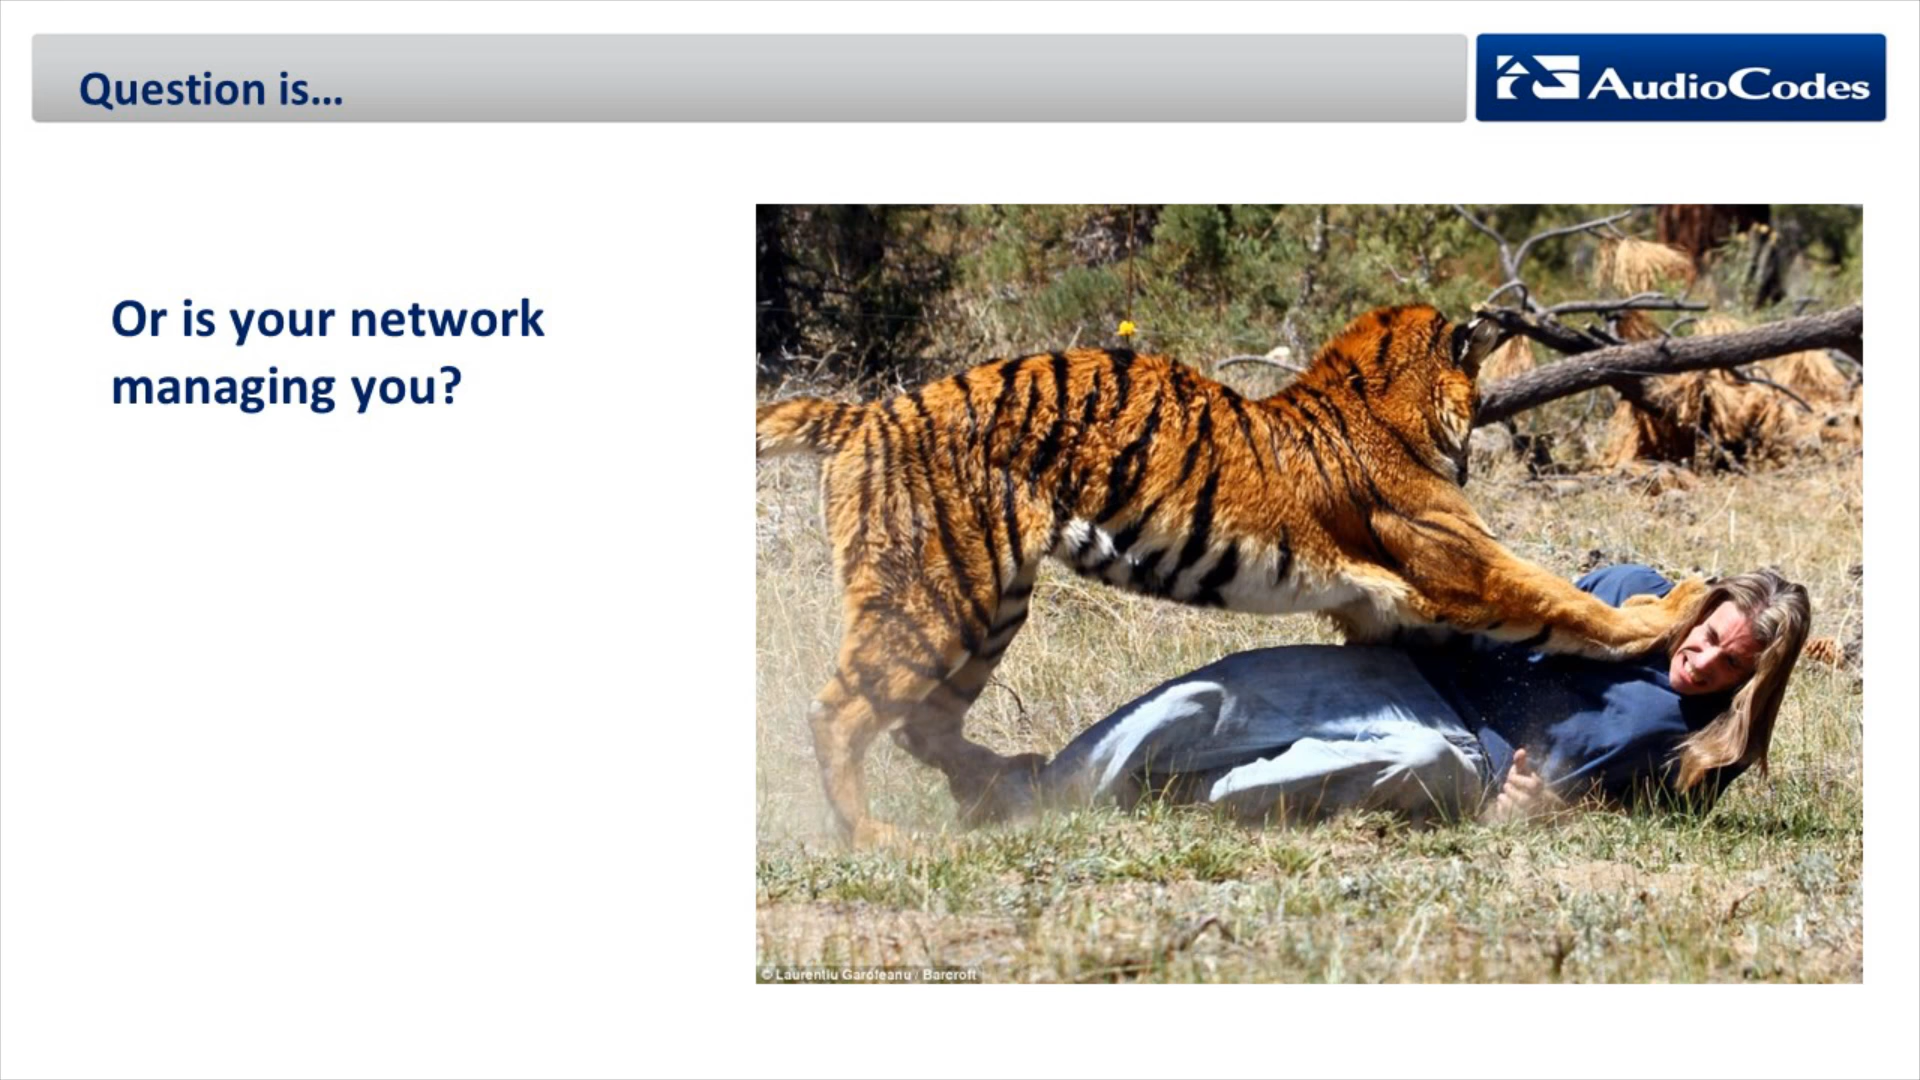 Question is...
AudioCodes
Or is your network
managing you?
© Laurentiu Garofeanu / Barcroft